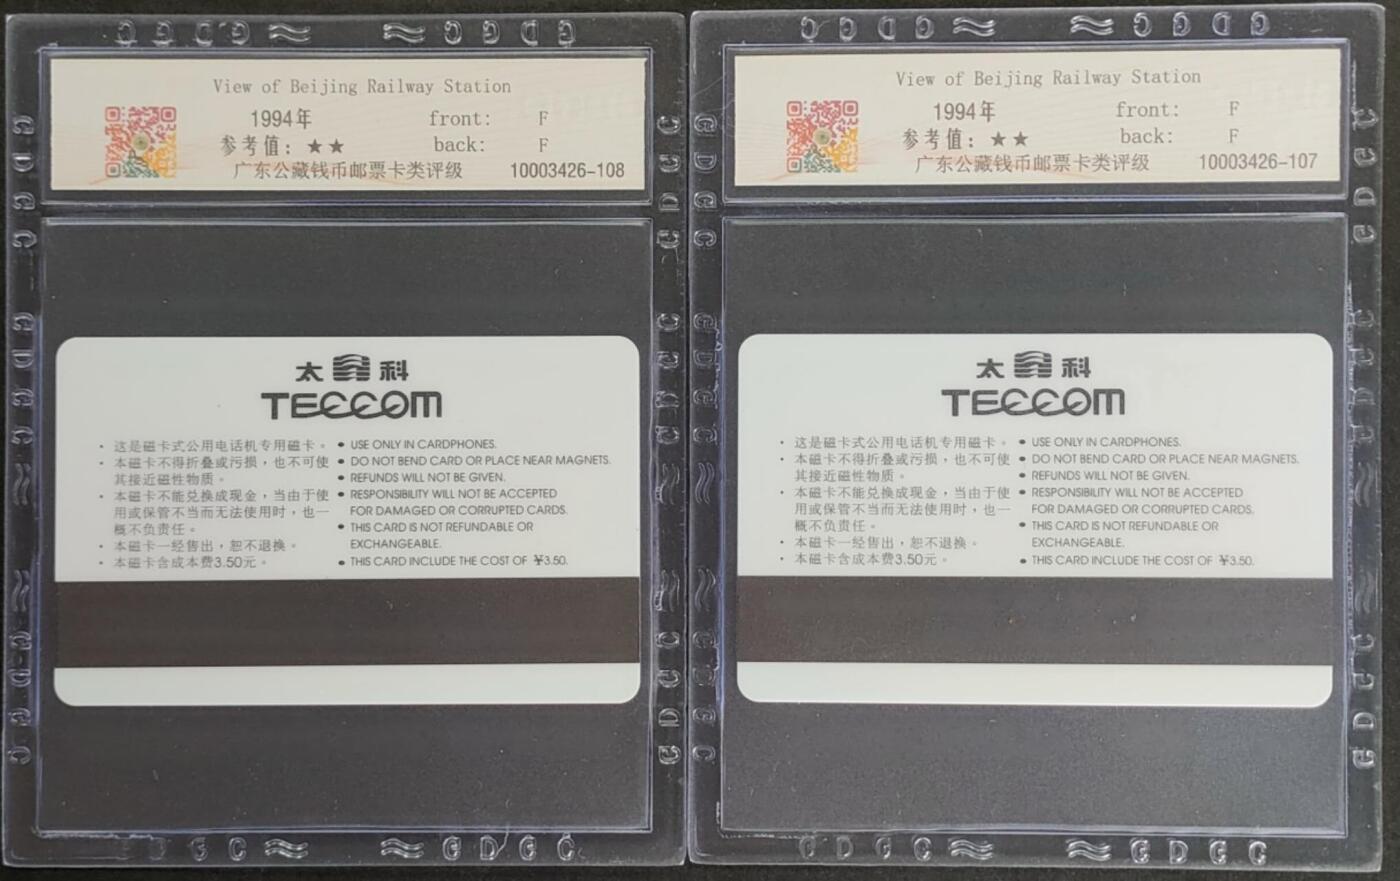 View of Beijing Railway Station
1994年 front: F
参考值：★★ back: F
广东公藏钱币邮票卡类评级 10003426-108
太科
TECCOM
· 这是磁卡式公用电话机专用磁卡。
· 本磁卡不得折叠或污损，也不可使
其接近磁性物质。
· 本磁卡不能兑换成现金，当由于使
用或保管不当而无法使用时，也一
概不负责任。
· 本磁卡一经售出，恕不退换。
· 本磁卡含成本费3.50元。
● USE ONLY IN CARDPHONES.
● DO NOT BEND CARD OR PLACE NEAR MAGNETS.
● REFUNDS WILL NOT BE GIVEN.
● RESPONSIBILITY WILL NOT BE ACCEPTED
FOR DAMAGED OR CORRUPTED CARDS.
● THIS CARD IS NOT REFUNDABLE OR
EXCHANGEABLE.
● THIS CARD INCLUDE THE COST OF ¥3.50.
View of Beijing Railway Station
1994年 front: F
参考值：★★ back: F
广东公藏钱币邮票卡类评级 10003426-107
太科
TECCOM
· 这是磁卡式公用电话机专用磁卡。
· 本磁卡不得折叠或污损，也不可使
其接近磁性物质。
· 本磁卡不能兑换成现金，当由于使
用或保管不当而无法使用时，也一
概不负责任。
· 本磁卡一经售出，恕不退换。
· 本磁卡含成本费3.50元。
● USE ONLY IN CARDPHONES.
● DO NOT BEND CARD OR PLACE NEAR MAGNETS.
● REFUNDS WILL NOT BE GIVEN.
● RESPONSIBILITY WILL NOT BE ACCEPTED
FOR DAMAGED OR CORRUPTED CARDS.
● THIS CARD IS NOT REFUNDABLE OR
EXCHANGEABLE.
● THIS CARD INCLUDE THE COST OF ¥3.50.